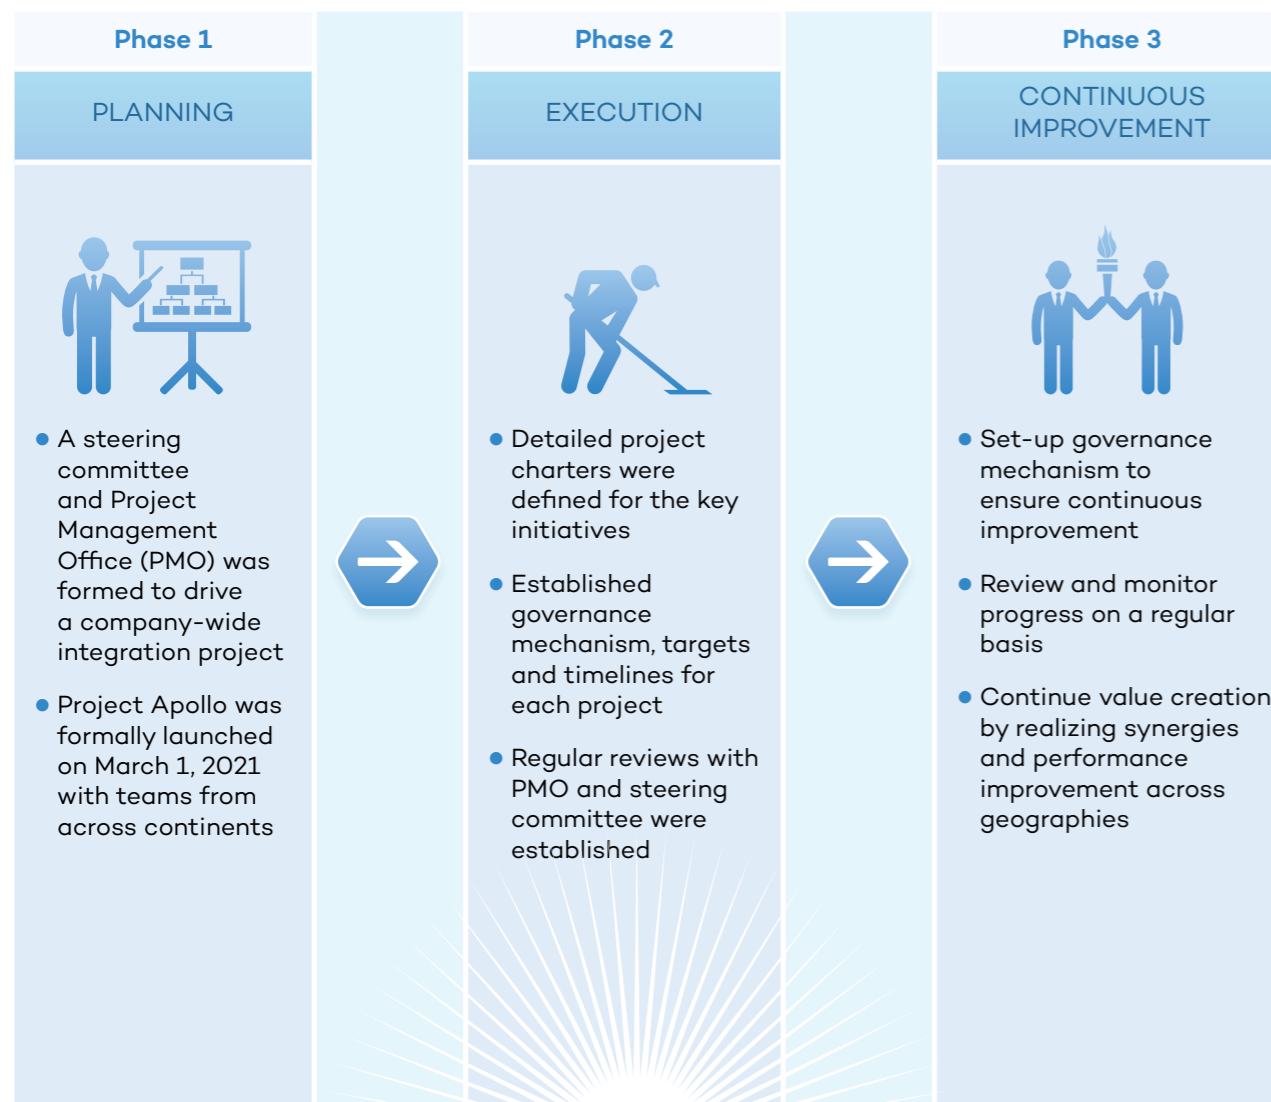 Phase 1
PLANNING
● A steering
committee
and Project
Management
Office (PMO) was
formed to drive
a company-wide
integration project
● Project Apollo was
formally launched
on March 1, 2021
with teams from
across continents
Phase 2
EXECUTION
● Detailed project
charters were
defined for the key
initiatives
● Established
governance
mechanism, targets
and timelines for
each project
● Regular reviews with
PMO and steering
committee were
established
Phase 3
CONTINUOUS
IMPROVEMENT
● Set-up governance
mechanism to
ensure continuous
improvement
● Review and monitor
progress on a regular
basis
● Continue value creation
by realizing synergies
and performance
improvement across
geographies